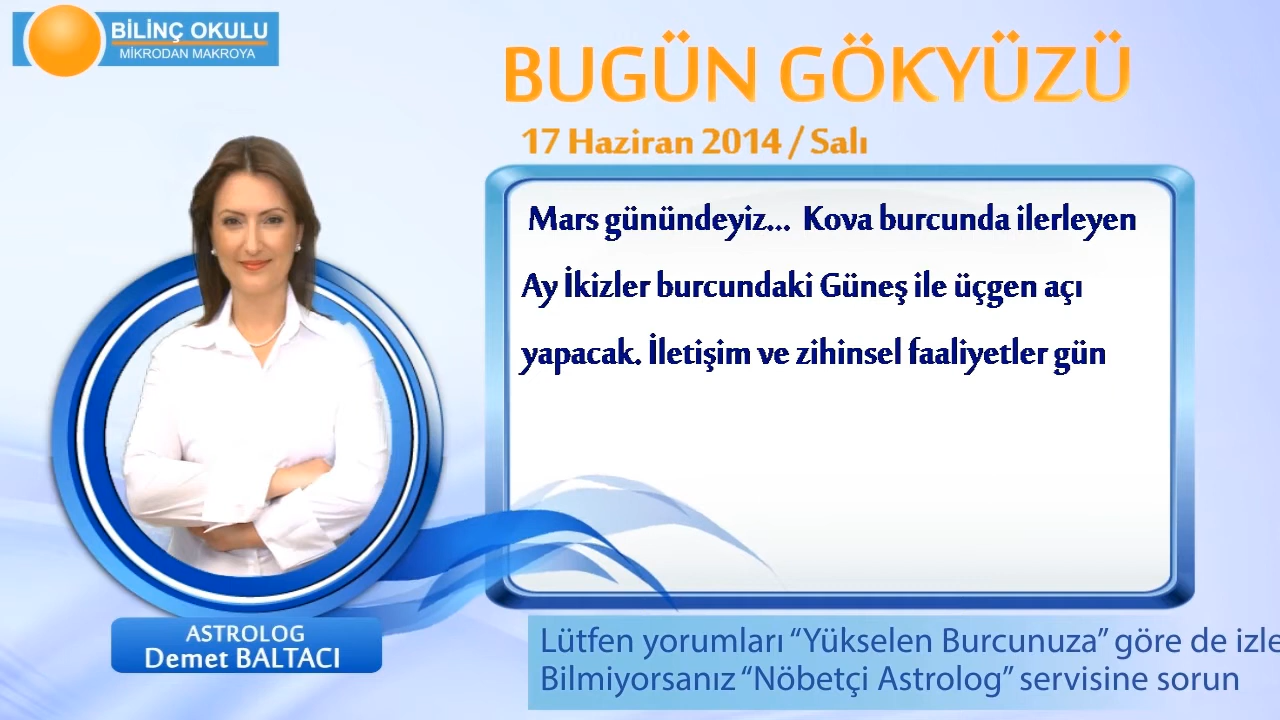 BİLİNÇ OKULU
MİKRODAN MAKROYA
BUGÜN GÖKYÜZÜ
17 Haziran 2014 / Salı
Mars günündeyiz... Kova burcunda ilerleyen
Ay İkizler burcundaki Güneş ile üçgen açı
yapacak. İletişim ve zihinsel faaliyetler gün
ASTROLOG
Demet BALTACI
Lütfen yorumları “Yükselen Burcunuza” göre de izle
Bilmiyorsanız “Nöbetçi Astrolog” servisine sorun